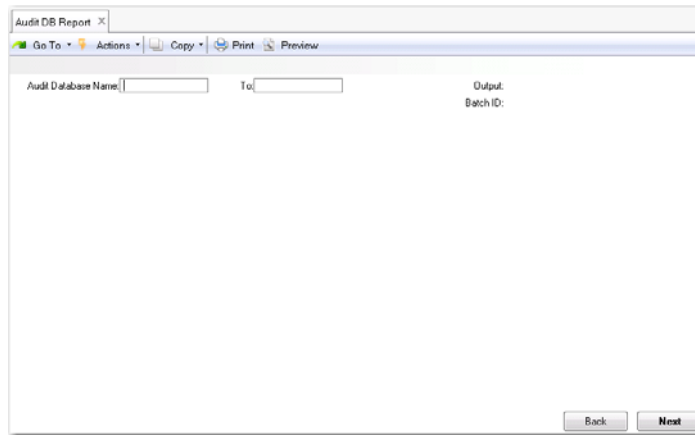 Audit DB Report
Go To Actions Copy Print Preview
Audit Database Name: To: Output:
Batch ID:
Back Next